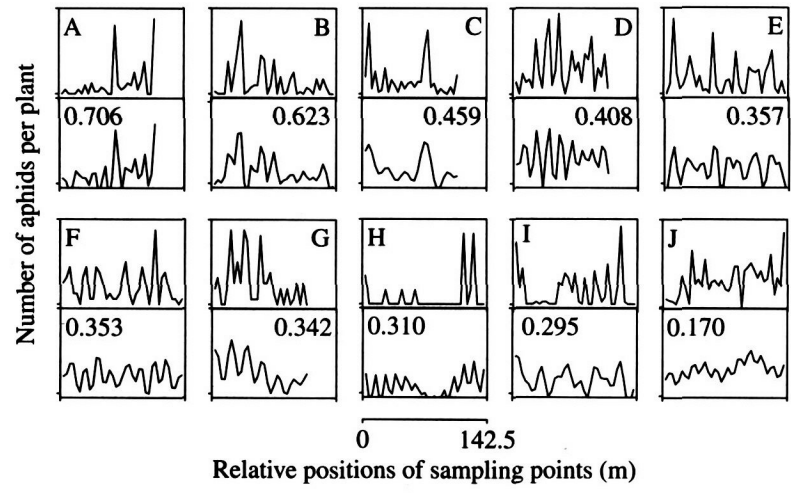 Number of aphids per plant
A B C D E
0.706 0.623 0.459 0.408 0.357
F G H I J
0.353 0.342 0.310 0.295 0.170
0 142.5
Relative positions of sampling points (m)